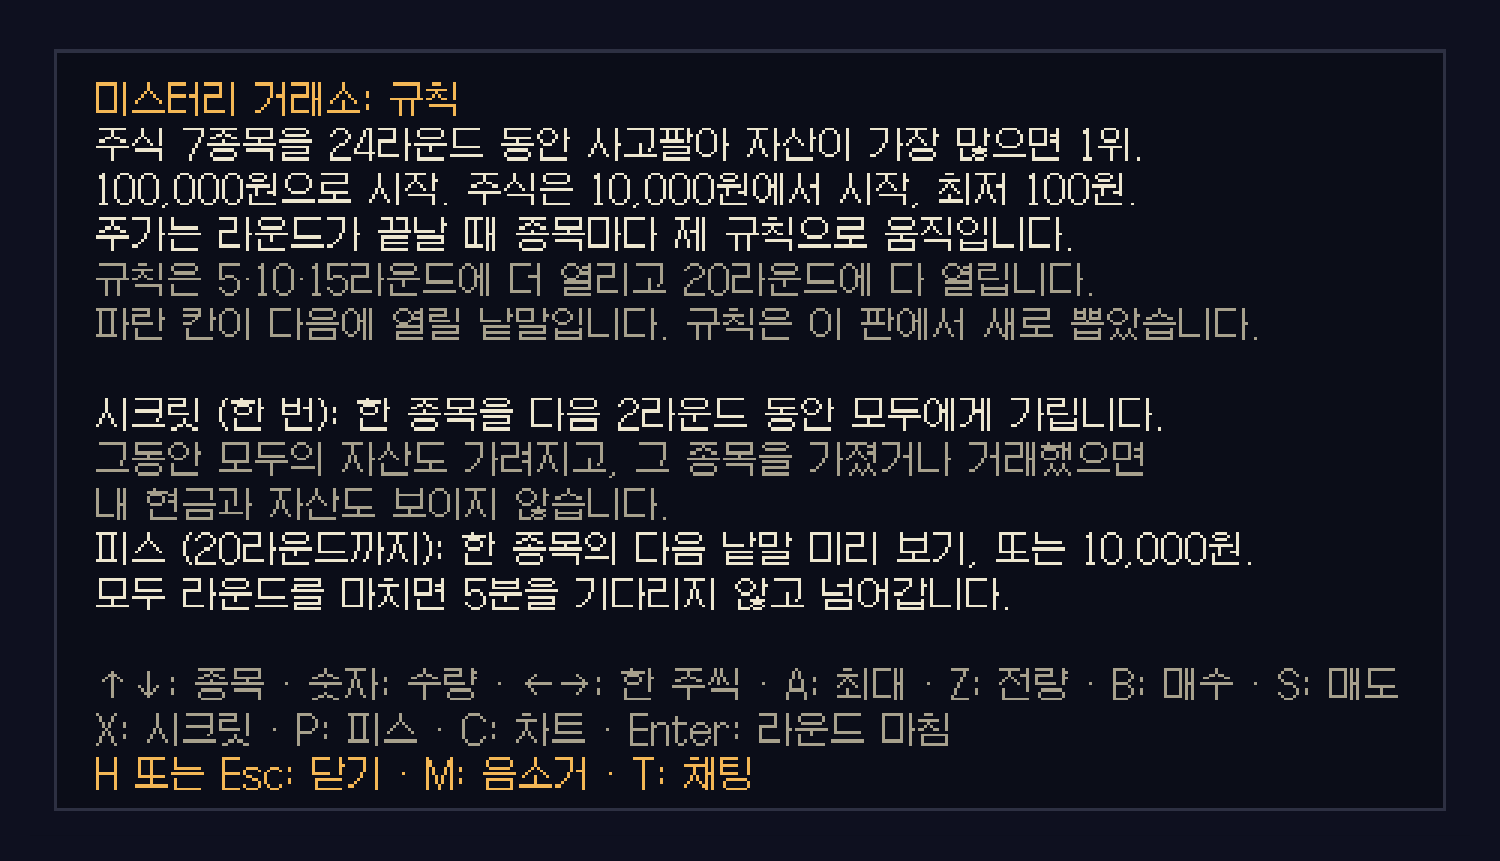 미스터리 거래소: 규칙
주식 7종목을 24라운드 동안 사고팔아 자산이 가장 많으면 1위.
100,000원으로 시작. 주식은 10,000원에서 시작, 최저 100원.
주가는 라운드가 끝날 때 종목마다 제 규칙으로 움직입니다.
규칙은 5·10·15라운드에 더 열리고 20라운드에 다 열립니다.
파란 칸이 다음에 열릴 낱말입니다. 규칙은 이 판에서 새로 뽑았습니다.
시크릿 (한 번): 한 종목을 다음 2라운드 동안 모두에게 가립니다.
그동안 모두의 자산도 가려지고, 그 종목을 가졌거나 거래했으면
내 현금과 자산도 보이지 않습니다.
피스 (20라운드까지): 한 종목의 다음 낱말 미리 보기, 또는 10,000원.
모두 라운드를 마치면 5분을 기다리지 않고 넘어갑니다.
↑↓: 종목 · 숫자: 수량 · ←→: 한 주씩 · A: 최대 · Z: 전량 · B: 매수 · S: 매도
X: 시크릿 · P: 피스 · C: 차트 · Enter: 라운드 마침
H 또는 Esc: 닫기 · M: 음소거 · T: 채팅